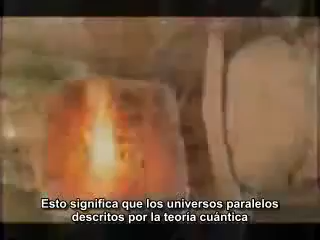 Esto significa que los universos paralelos
descritos por la teoría cuántica